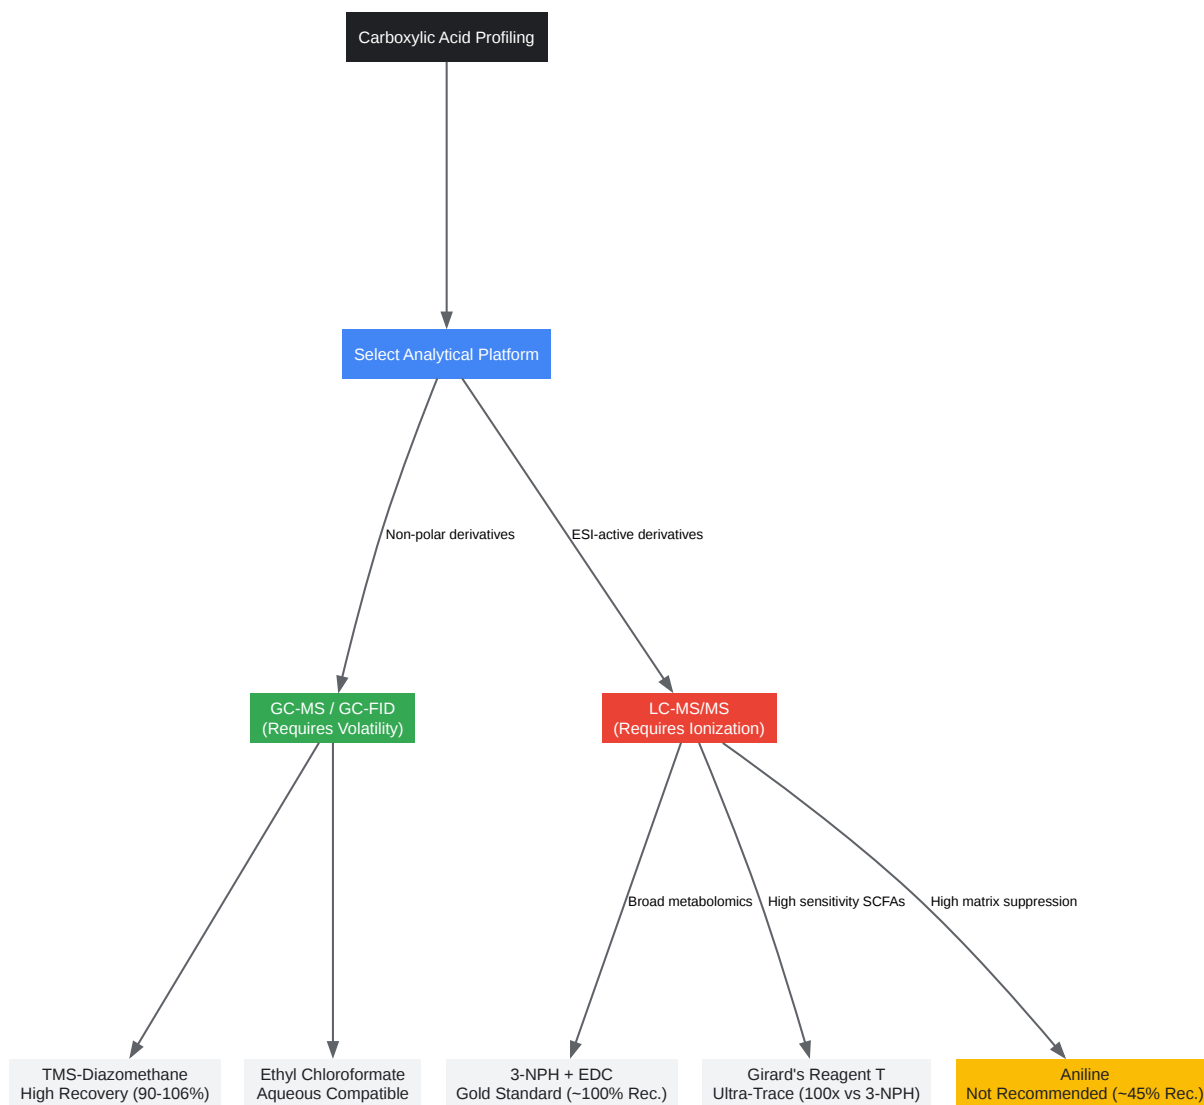 Carboxylic Acid Profiling
Select Analytical Platform
Non-polar derivatives
ESI-active derivatives
GC-MS / GC-FID
(Requires Volatility)
LC-MS/MS
(Requires Ionization)
Broad metabolomics
High sensitivity SCFAs
High matrix suppression
TMS-Diazomethane
High Recovery (90-106%)
Ethyl Chloroformate
Aqueous Compatible
3-NPH + EDC
Gold Standard (~100% Rec.)
Girard's Reagent T
Ultra-Trace (100x vs 3-NPH)
Aniline
Not Recommended (~45% Rec.)